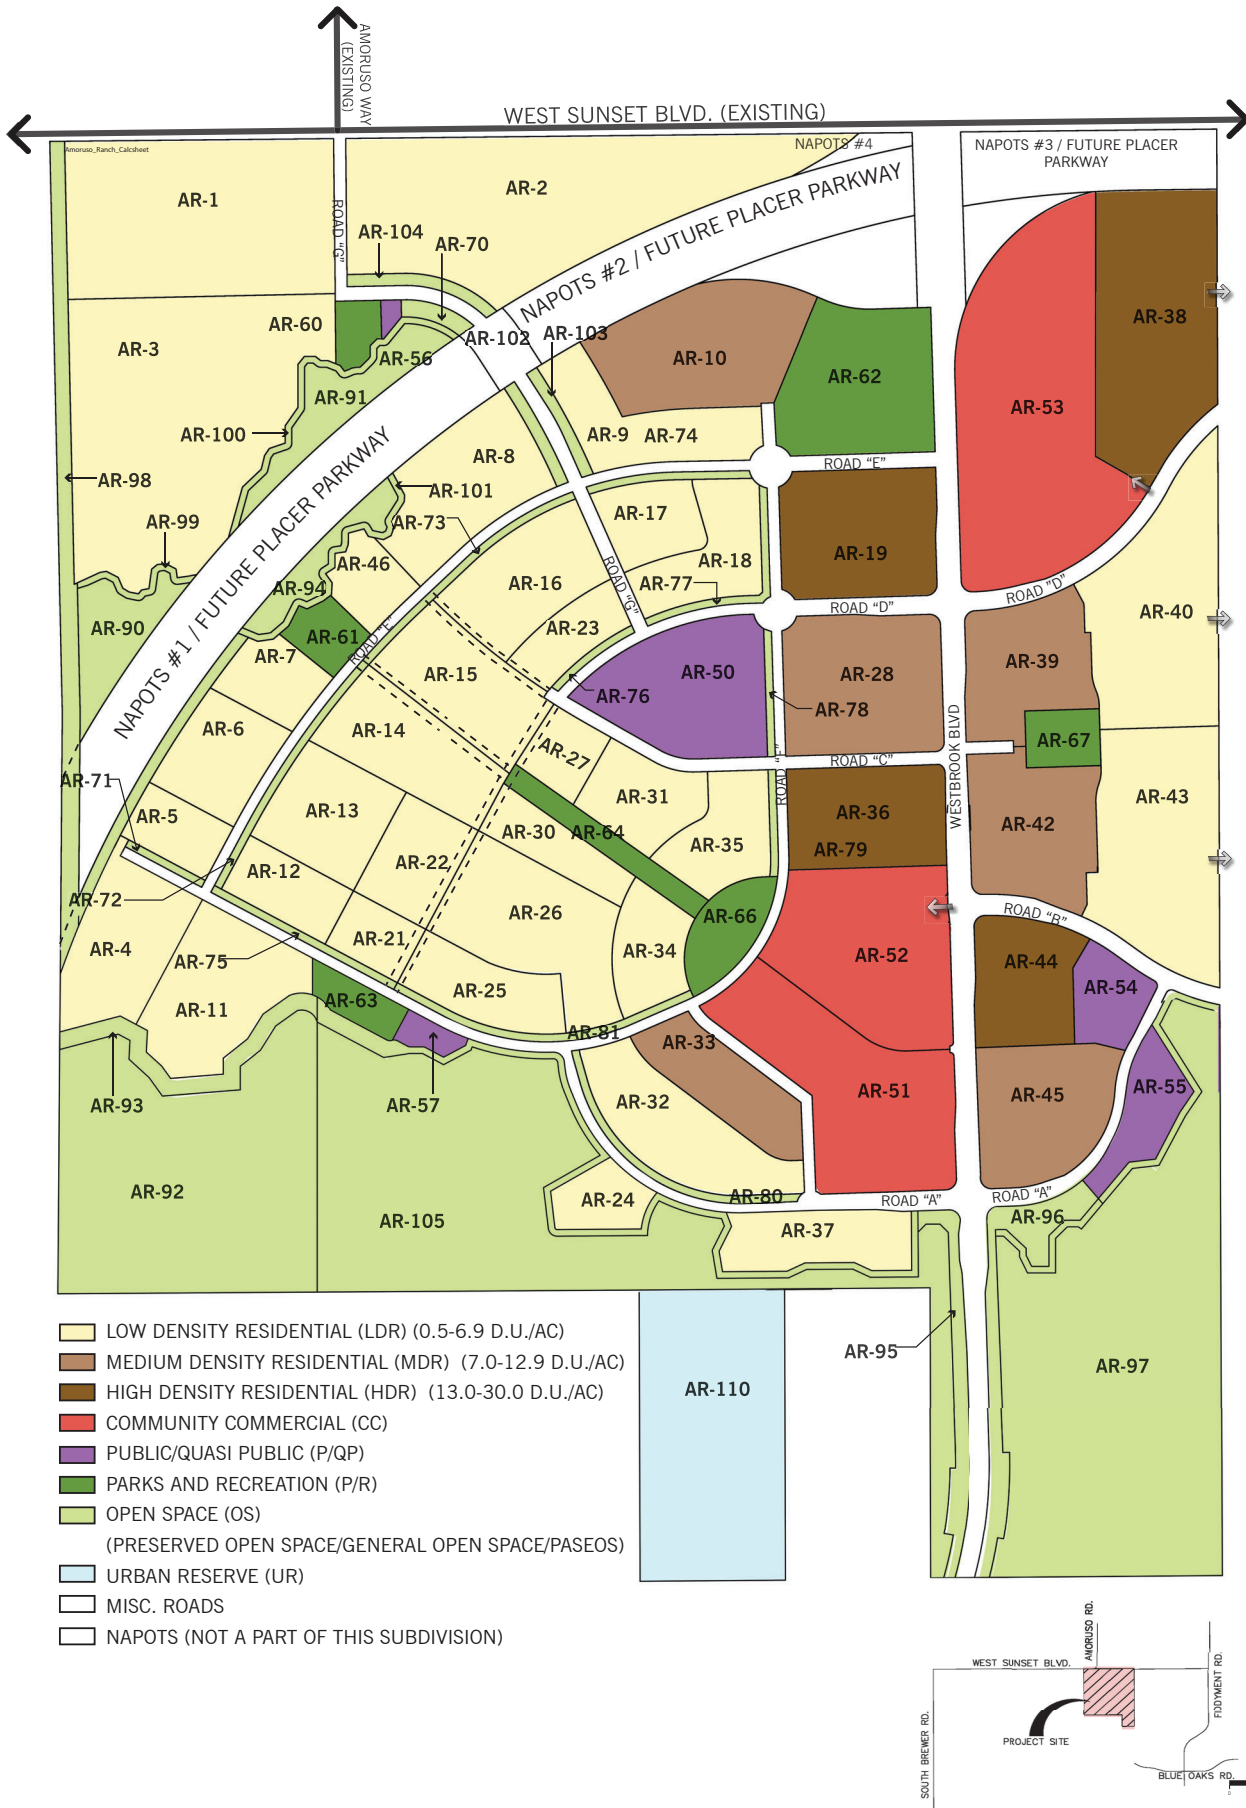 AMORUSO WAY
(EXISTING)
WEST SUNSET BLVD. (EXISTING)
Amoruso_Ranch_Calcsheet
NAPOTS #4
NAPOTS #3 / FUTURE PLACER
PARKWAY
AR-1
AR-2
ROAD "G"
AR-104
AR-70
NAPOTS #2 / FUTURE PLACER PARKWAY
AR-38
AR-60
AR-102
AR-103
AR-3
AR-56
AR-10
AR-62
AR-91
AR-53
AR-100
AR-9
AR-74
AR-8
ROAD "E"
AR-98
AR-101
AR-99
AR-73
AR-17
AR-19
AR-46
AR-18
AR-16
AR-77
ROAD "G"
ROAD "D"
ROAD "D"
AR-94
AR-40
AR-90
AR-61
ROAD "E"
AR-23
NAPOTS #1 / FUTURE PLACER PARKWAY
AR-7
AR-15
AR-50
AR-28
AR-39
AR-76
AR-78
AR-6
AR-14
AR-27
WESTBROOK BLVD
AR-67
ROAD "C"
ROAD "F"
AR-71
AR-5
AR-13
AR-31
AR-36
AR-42
AR-43
AR-30
AR-64
AR-35
AR-79
AR-12
AR-22
AR-72
AR-26
AR-66
ROAD "B"
AR-4
AR-21
AR-34
AR-52
AR-44
AR-75
AR-54
AR-11
AR-63
AR-25
AR-81
AR-33
AR-93
AR-57
AR-32
AR-51
AR-45
AR-55
AR-92
AR-24
AR-80
ROAD "A"
ROAD "A"
AR-105
AR-37
AR-96
LOW DENSITY RESIDENTIAL (LDR) (0.5-6.9 D.U./AC)
MEDIUM DENSITY RESIDENTIAL (MDR) (7.0-12.9 D.U./AC)
HIGH DENSITY RESIDENTIAL (HDR) (13.0-30.0 D.U./AC)
COMMUNITY COMMERCIAL (CC)
PUBLIC/QUASI PUBLIC (P/QP)
PARKS AND RECREATION (P/R)
OPEN SPACE (OS)
(PRESERVED OPEN SPACE/GENERAL OPEN SPACE/PASEOS)
URBAN RESERVE (UR)
MISC. ROADS
NAPOTS (NOT A PART OF THIS SUBDIVISION)
AR-95
AR-97
AR-110
AMORUSO RD.
WEST SUNSET BLVD.
FIDDYMENT RD.
SOUTH BREWER RD.
PROJECT SITE
BLUE OAKS RD.
0